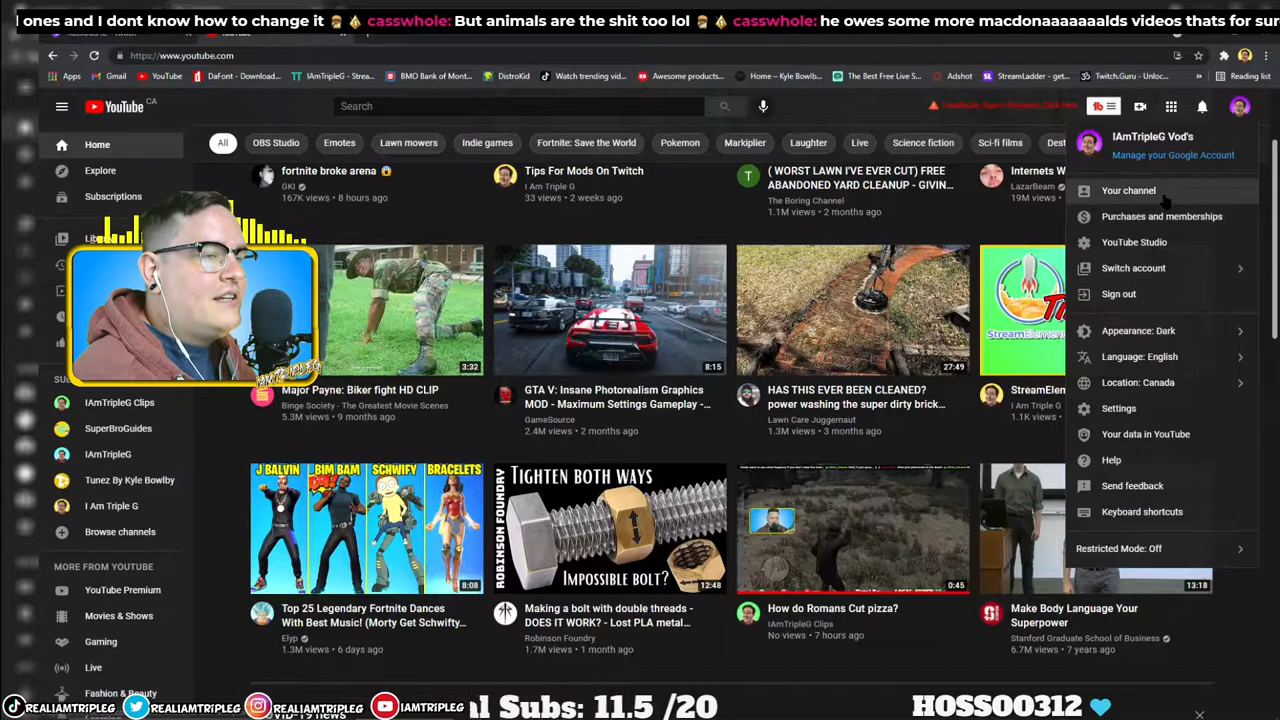 ones and I dont know how to change it casswhole: But animals are the shit too lol casswhole: he owes some more macdonaaaaaalds videos thats for sur
https://www.youtube.com
Apps Gmail YouTube DaFont - Download... IAmTripleG - Strea... BMO Bank of Mont... DistroKid Watch trending vid... Awesome products... Home – Kyle Bowlb... The Best Free Live S... Adshot StreamLadder - get... Twitch.Guru - Unloc... » Reading list
YouTube CA
Search
Home
Explore
Subscriptions
All OBS Studio Emotes Lawn mowers Indie games Fortnite: Save the World Pokemon Markiplier Laughter Live Science fiction Sci-fi films Dest
IAmTripleG Vod's
Manage your Google Account
Your channel
Purchases and memberships
YouTube Studio
Switch account
Sign out
Appearance: Dark
Language: English
Location: Canada
Settings
Your data in YouTube
Help
Send feedback
Keyboard shortcuts
Restricted Mode: Off
fortnite broke arena
GKI
167K views • 8 hours ago
Tips For Mods On Twitch
I Am Triple G
33 views • 2 weeks ago
T
( WORST LAWN I'VE EVER CUT) FREE
ABANDONED YARD CLEANUP - GIVIN...
The Boring Channel
1.1M views • 2 months ago
Internets W
LazarBeam
19M views
IAMTRIPLEG
3:32
8:15
27:49
StreamElem
Major Payne: Biker fight HD CLIP
Binge Society - The Greatest Movie Scenes
5.3M views • 9 months ago
GTA V: Insane Photorealism Graphics
MOD - Maximum Settings Gameplay -...
GameSource
2.4M views • 2 months ago
HAS THIS EVER BEEN CLEANED?
power washing the super dirty brick...
Lawn Care Juggernaut
1.3M views • 3 months ago
StreamElem
I Am Triple G
1.1K views
IAmTripleG Clips
SuperBroGuides
IAmTripleG
Tunez By Kyle Bowlby
I Am Triple G
Browse channels
MORE FROM YOUTUBE
YouTube Premium
Movies & Shows
Gaming
Live
Fashion & Beauty
J BALVIN BIM BAM SCHWIFY BRACELETS
8:08
TIGHTEN BOTH WAYS
ROBINSON FOUNDRY
IMPOSSIBLE BOLT?
12:48
0:45
13:18
Top 25 Legendary Fortnite Dances
With Best Music! (Morty Get Schwifty...
Elyp
1.3M views • 6 days ago
Making a bolt with double threads -
DOES IT WORK? - Lost PLA metal...
Robinson Foundry
1.7M views • 1 month ago
How do Romans Cut pizza?
IAmTripleG Clips
No views • 7 hours ago
Make Body Language Your
Superpower
Stanford Graduate School of Business
6.7M views • 7 years ago
REALIAMTRIPLEG REALIAMTRIPLEG REALIAMTRIPLEG IAMTRIPLEG
l Subs: 11.5 /20
HOSSO0312